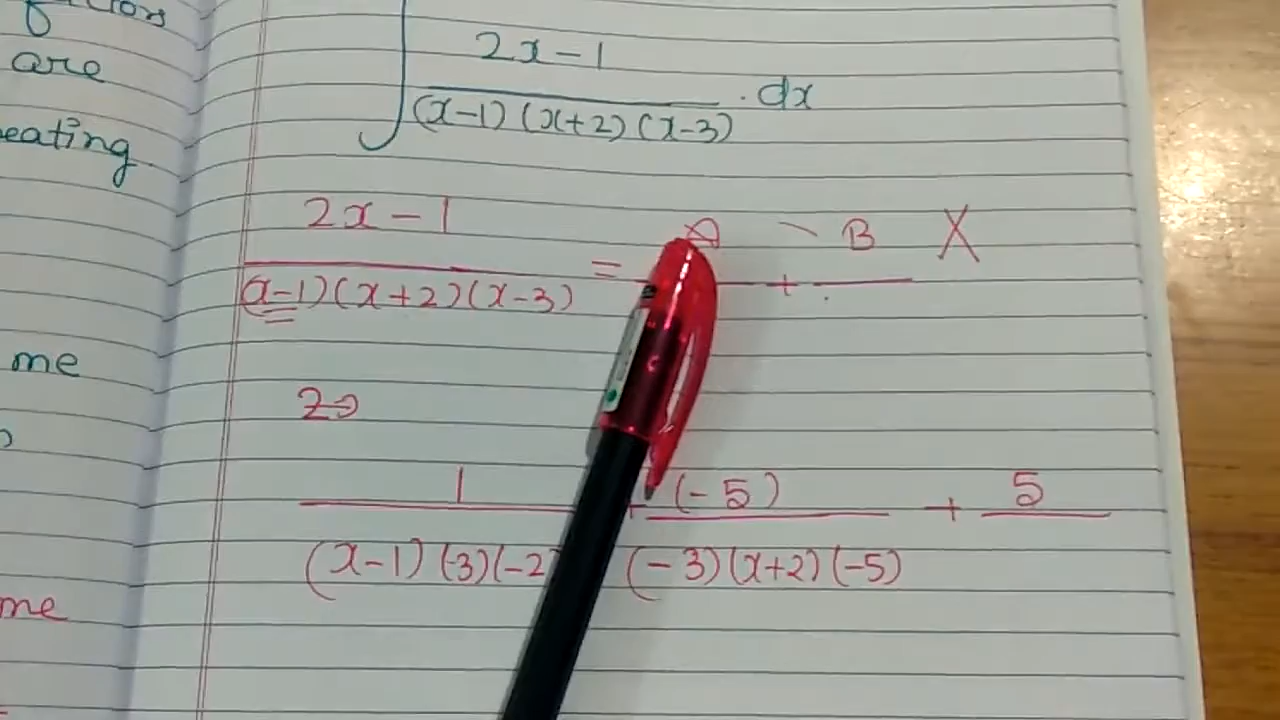 are
eating
me
me
∫ 2x-1 / (x-1) (x+2) (x-3) . dx
2x-1 / (x-1)(x+2)(x-3) = A + B X
1 / (x-1) (3)(-2 + (-5) / (-3)(x+2)(-5) + 5